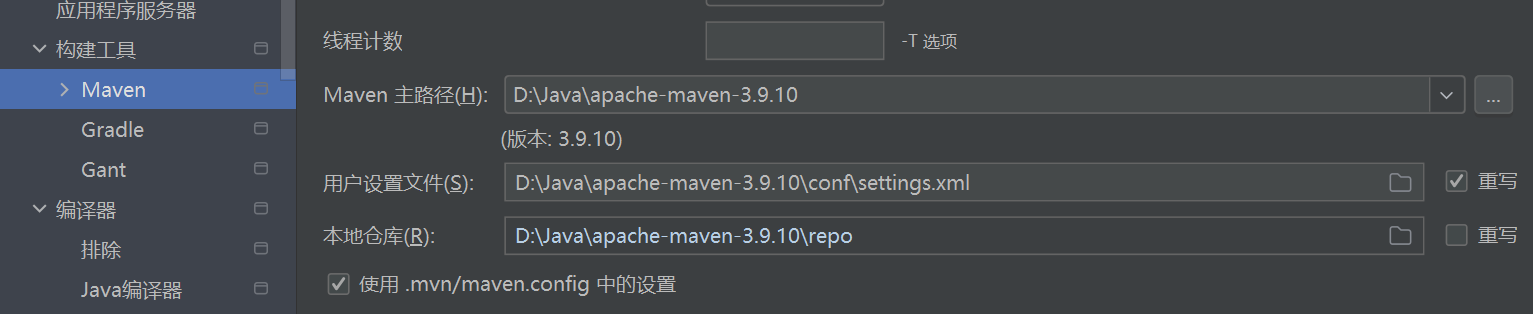 应用程序服务器
构建工具
Maven
Gradle
Gant
编译器
排除
Java编译器
线程计数 -T 选项
Maven 主路径(H): D:\Java\apache-maven-3.9.10 ...
(版本: 3.9.10)
用户设置文件(S): D:\Java\apache-maven-3.9.10\conf\settings.xml 重写
本地仓库(R): D:\Java\apache-maven-3.9.10\repo 重写
使用 .mvn/maven.config 中的设置